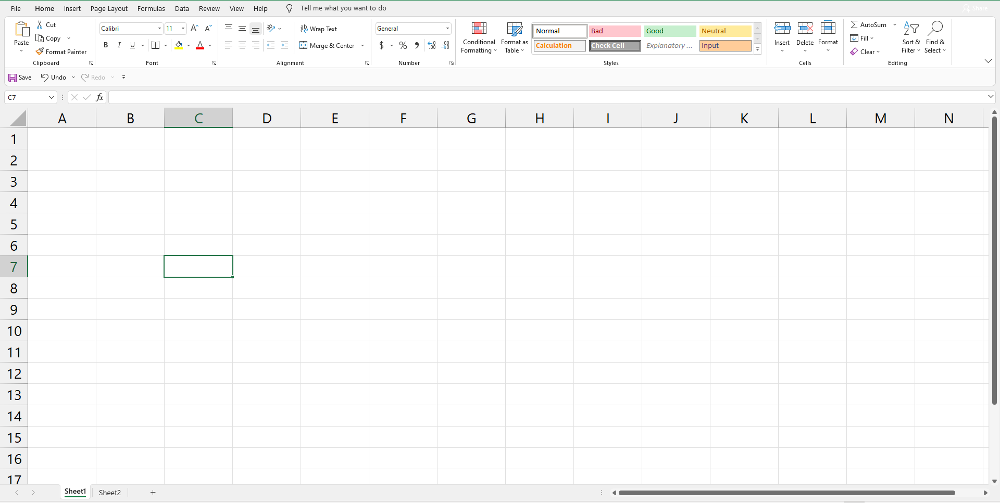 File Home Insert Page Layout Formulas Data Review View Help Tell me what you want to do Share
Paste
Cut
Copy
Format Painter
Clipboard
Calibri 11
B I U A
Font
Wrap Text
Merge & Center
Alignment
General
$ % 9
Number
Conditional Formatting
Format as Table
Normal Bad Good Neutral
Calculation Check Cell Explanatory ... Input
Styles
Insert Delete Format
Cells
AutoSum
Fill
Clear
Sort & Filter
Find & Select
Editing
Save Undo Redo
C7 fx
A B C D E F G H I J K L M N
1
2
3
4
5
6
7
8
9
10
11
12
13
14
15
16
17
Sheet1 Sheet2 +